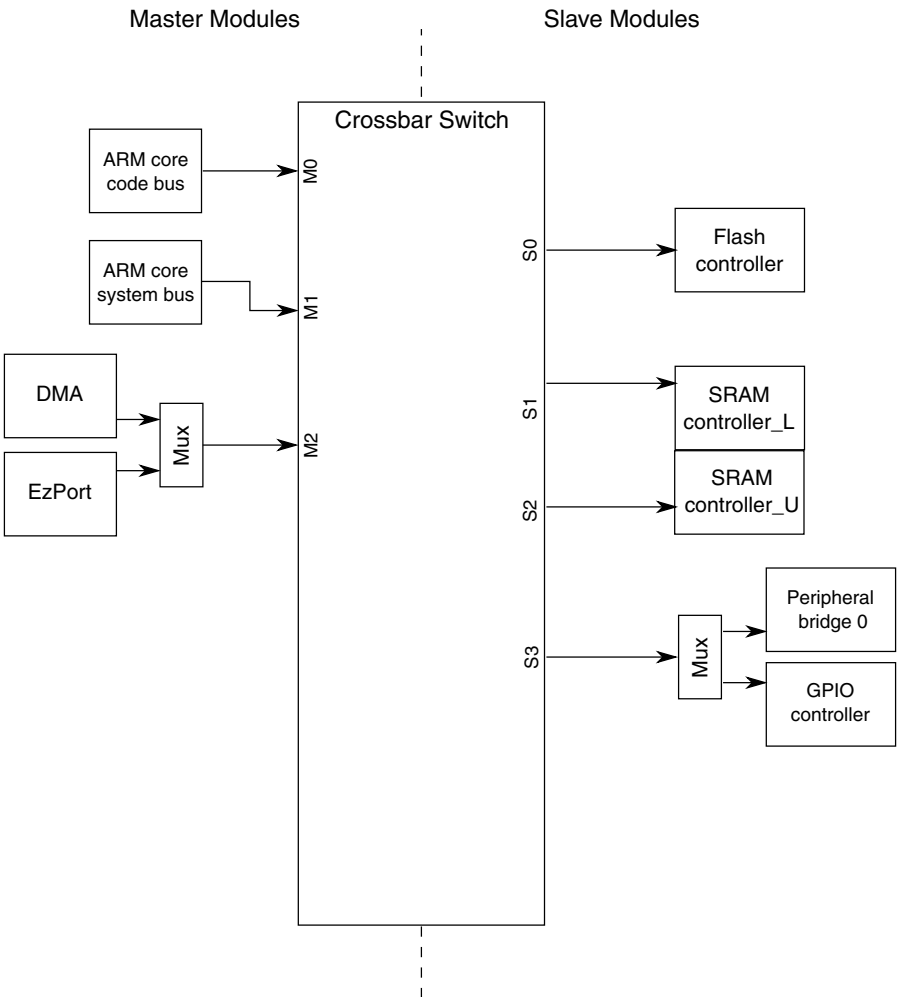 Master Modules
Slave Modules
Crossbar Switch
ARM core
code bus
M0
ARM core
system bus
M1
DMA
EzPort
Mux
M2
S0
Flash
controller
S1
SRAM
controller_L
S2
SRAM
controller_U
S3
Mux
Peripheral
bridge 0
GPIO
controller